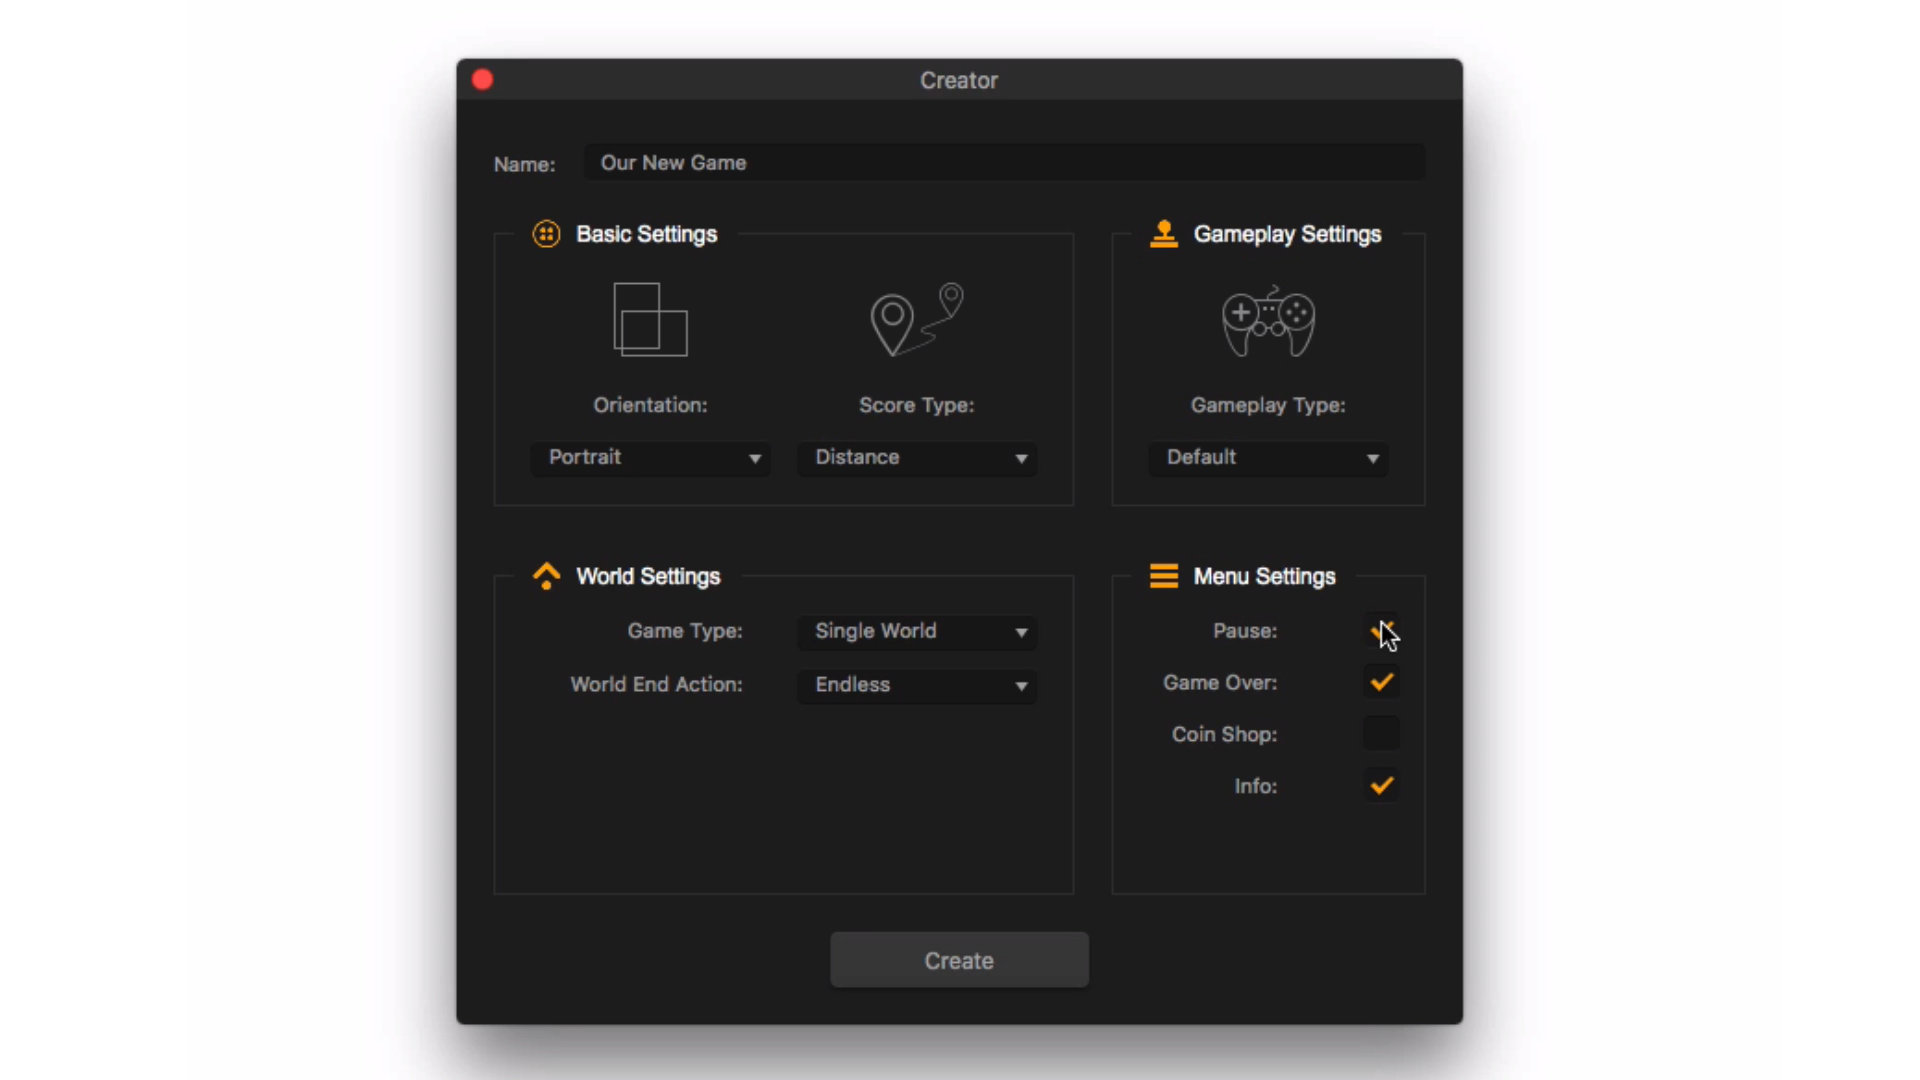 Creator
Name: Our New Game
Basic Settings
Gameplay Settings
Orientation:
Score Type:
Gameplay Type:
Portrait
Distance
Default
World Settings
Menu Settings
Game Type: Single World
Pause:
World End Action: Endless
Game Over:
Coin Shop:
Info:
Create